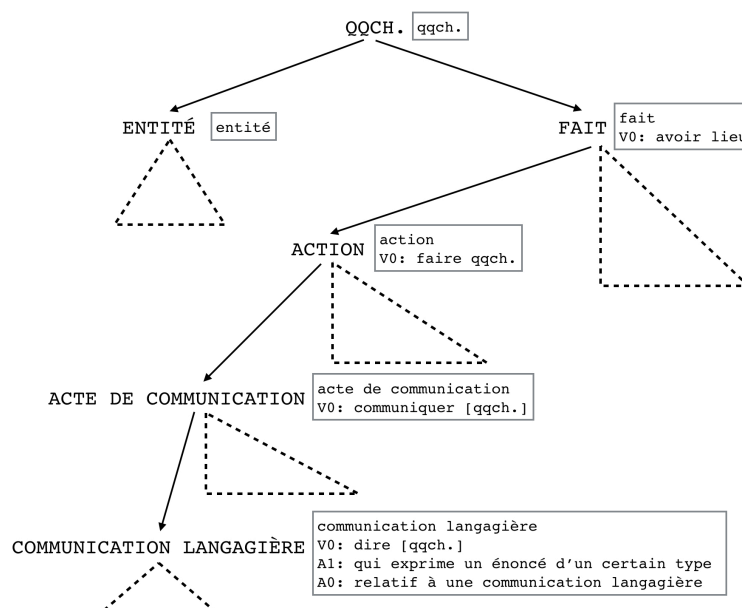 QQCH. qqch.
ENTITÉ entité
FAIT fait
V0: avoir lieu
ACTION action
V0: faire qqch.
ACTE DE COMMUNICATION acte de communication
V0: communiquer [qqch.]
COMMUNICATION LANGAGIÈRE communication langagière
V0: dire [qqch.]
A1: qui exprime un énoncé d'un certain type
A0: relatif à une communication langagière